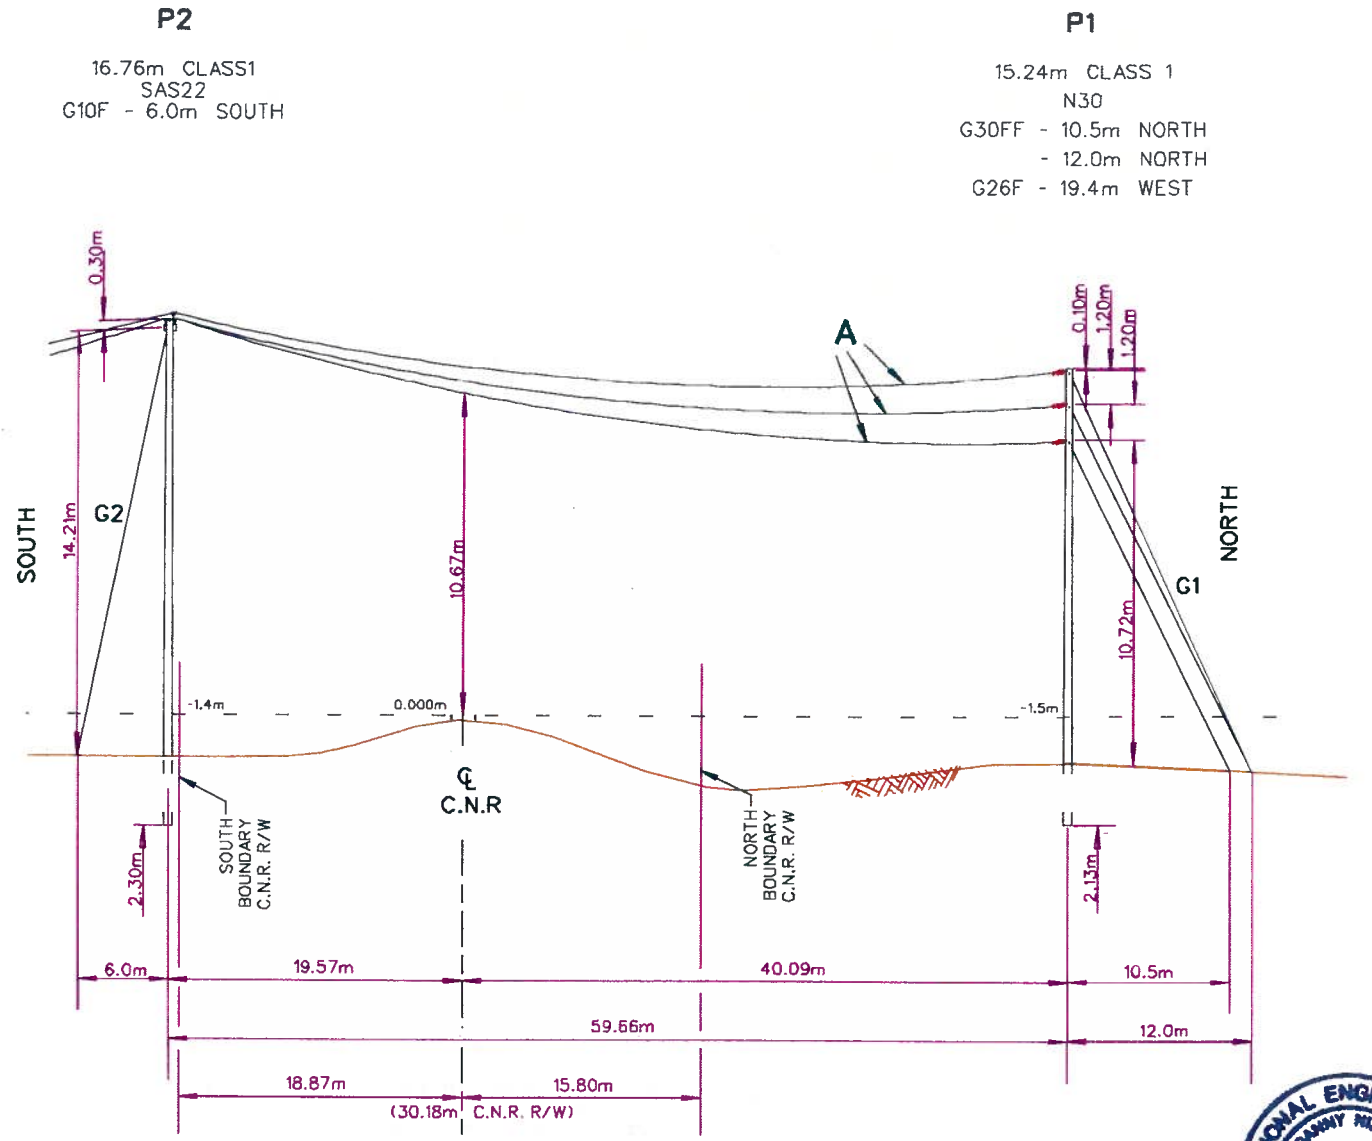 P2
16.76m CLASS1
SAS22
G10F - 6.0m SOUTH
P1
15.24m CLASS 1
N30
G30FF - 10.5m NORTH
- 12.0m NORTH
G26F - 19.4m WEST
0.30m
A
0.10m
1.20m
1.20m
SOUTH
14.21m
G2
10.67m
NORTH
G1
10.72m
-1.4m
0.000m
-1.5m
℄
C.N.R
SOUTH
BOUNDARY
C.N.R. R/W
NORTH
BOUNDARY
C.N.R. R/W
2.30m
2.13m
6.0m
19.57m
40.09m
10.5m
59.66m
12.0m
18.87m
15.80m
(30.18m C.N.R. R/W)